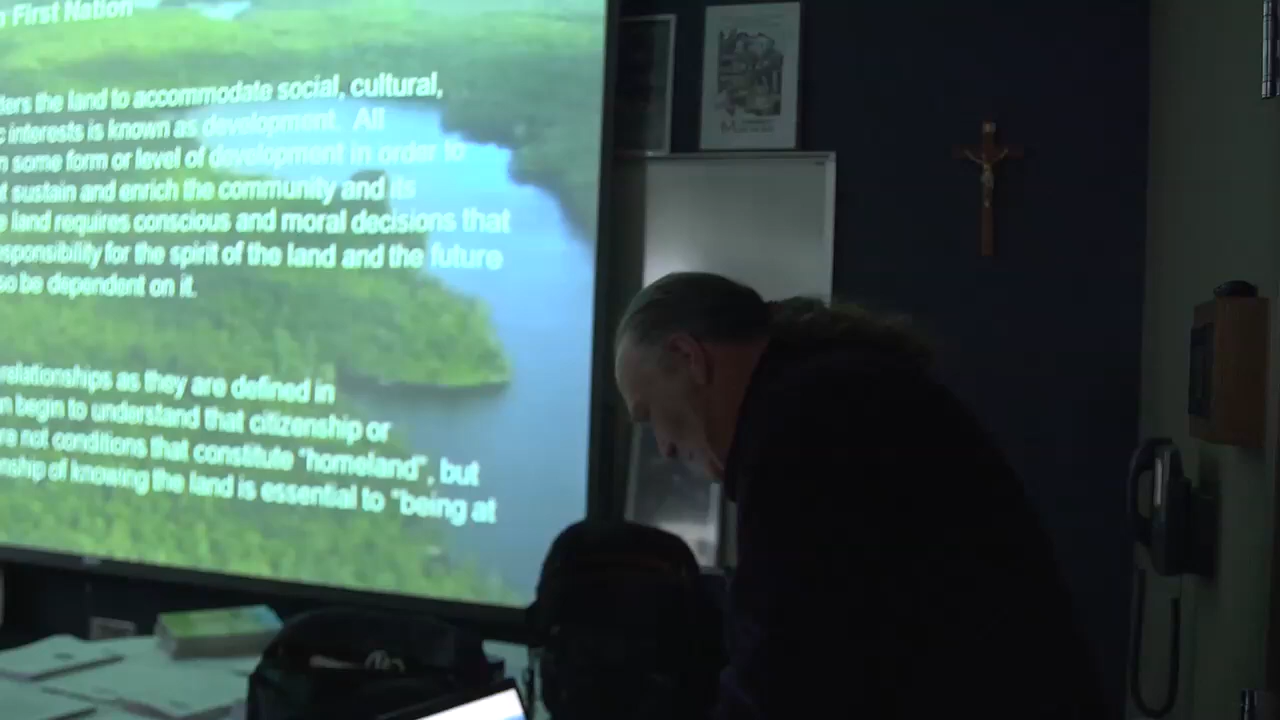 First Nation
the land to accommodate social, cultural,
interests is known as development. All
some form or level of development in order to
sustain and enrich the community and its
land requires conscious and moral decisions that
sponsibility for the spirit of the land and the future
so be dependent on it.
relationships as they are defined in
begin to understand that citizenship or
not conditions that constitute "homeland", but
nship of knowing the land is essential to "being at